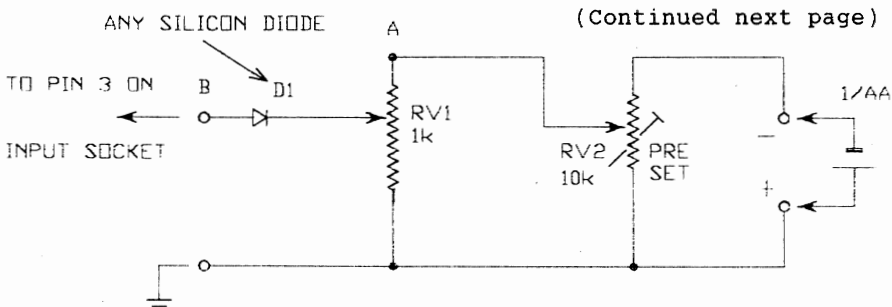 (Continued next page)
ANY SILICON DIODE
A
TO PIN 3 ON
B
D1
1/AA
INPUT SOCKET
RV1
1k
RV2
10k
PRE
SET
−
+